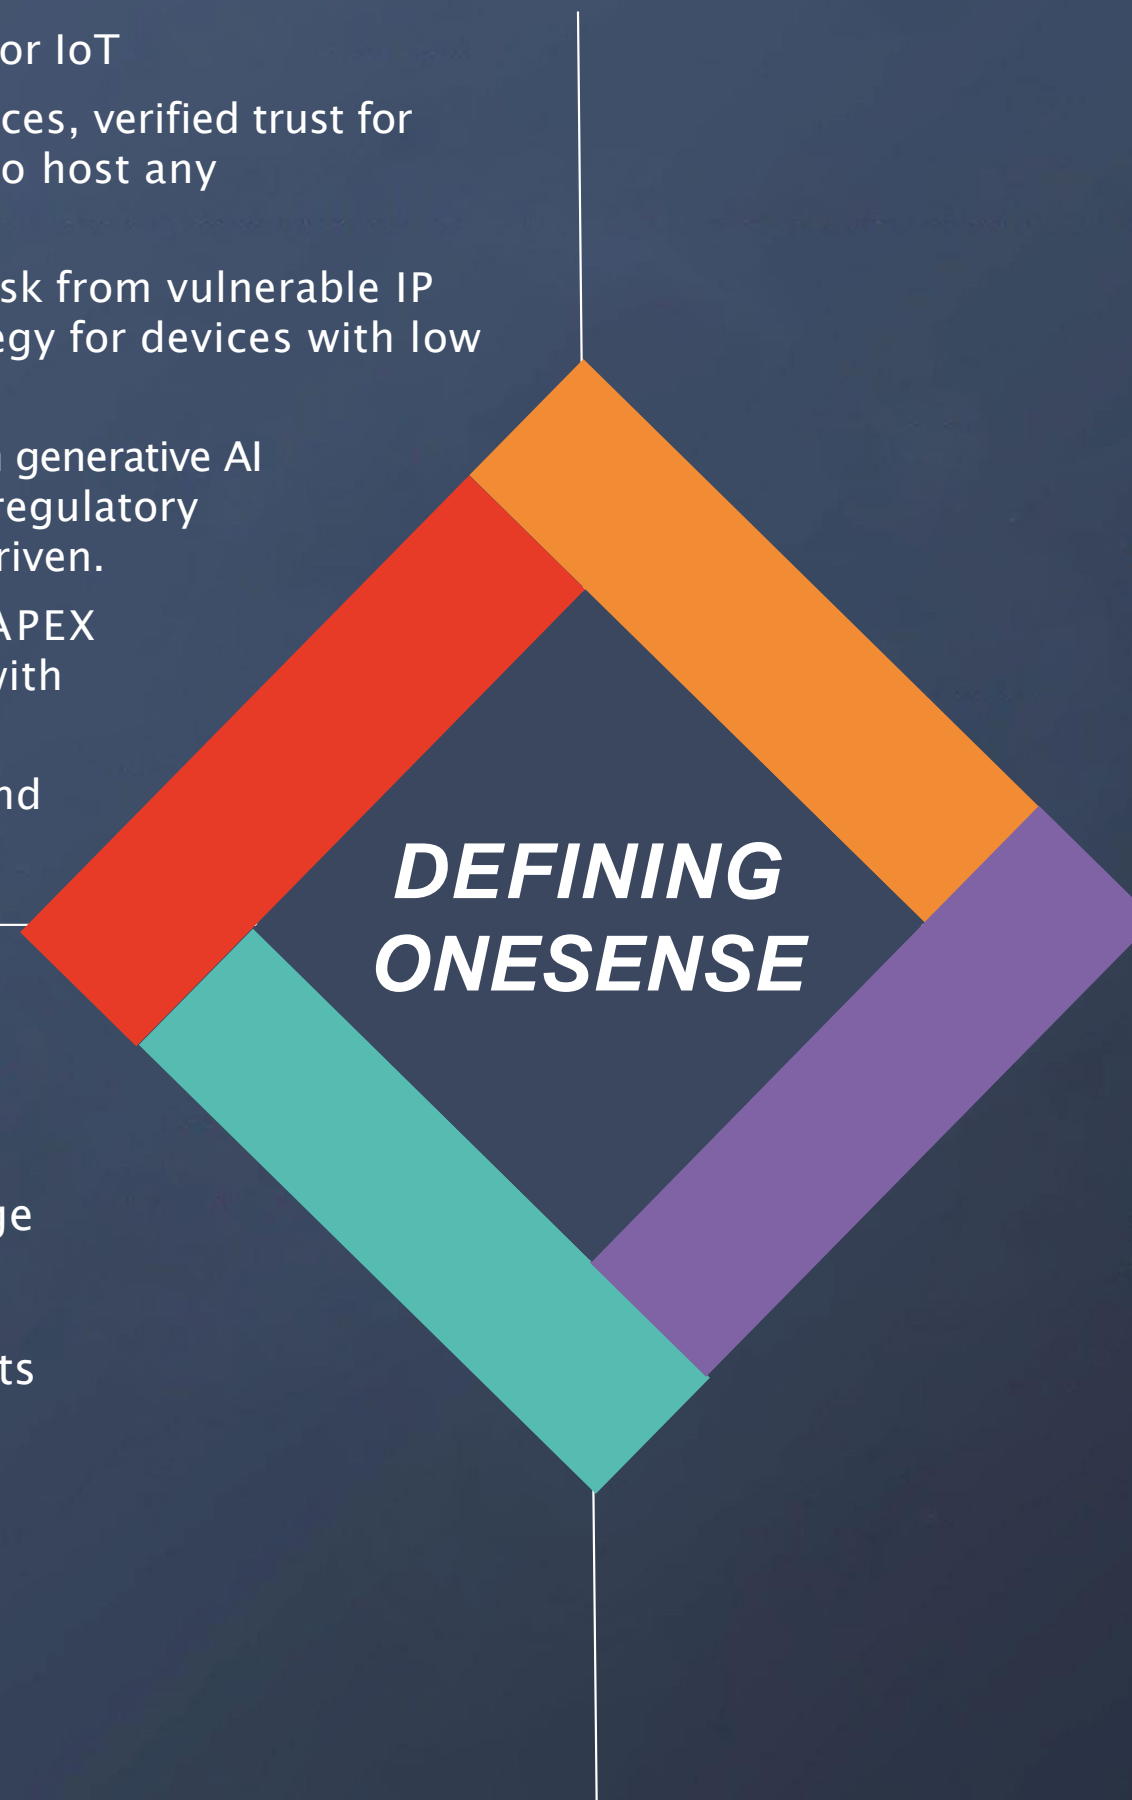 or IoT
ces, verified trust for
o host any
sk from vulnerable IP
egy for devices with low
generative AI
regulatory
riven.
APEX
with
nd
DEFINING
ONESENSE
ge
ts